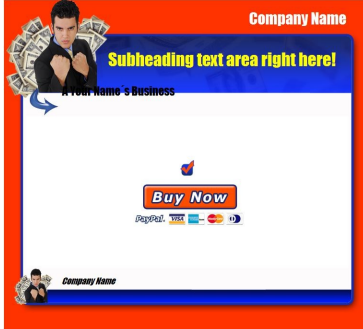 Company Name
Subheading text area right here!
A Your Name´s Business
Buy Now
PayPal. VISA
Company Name